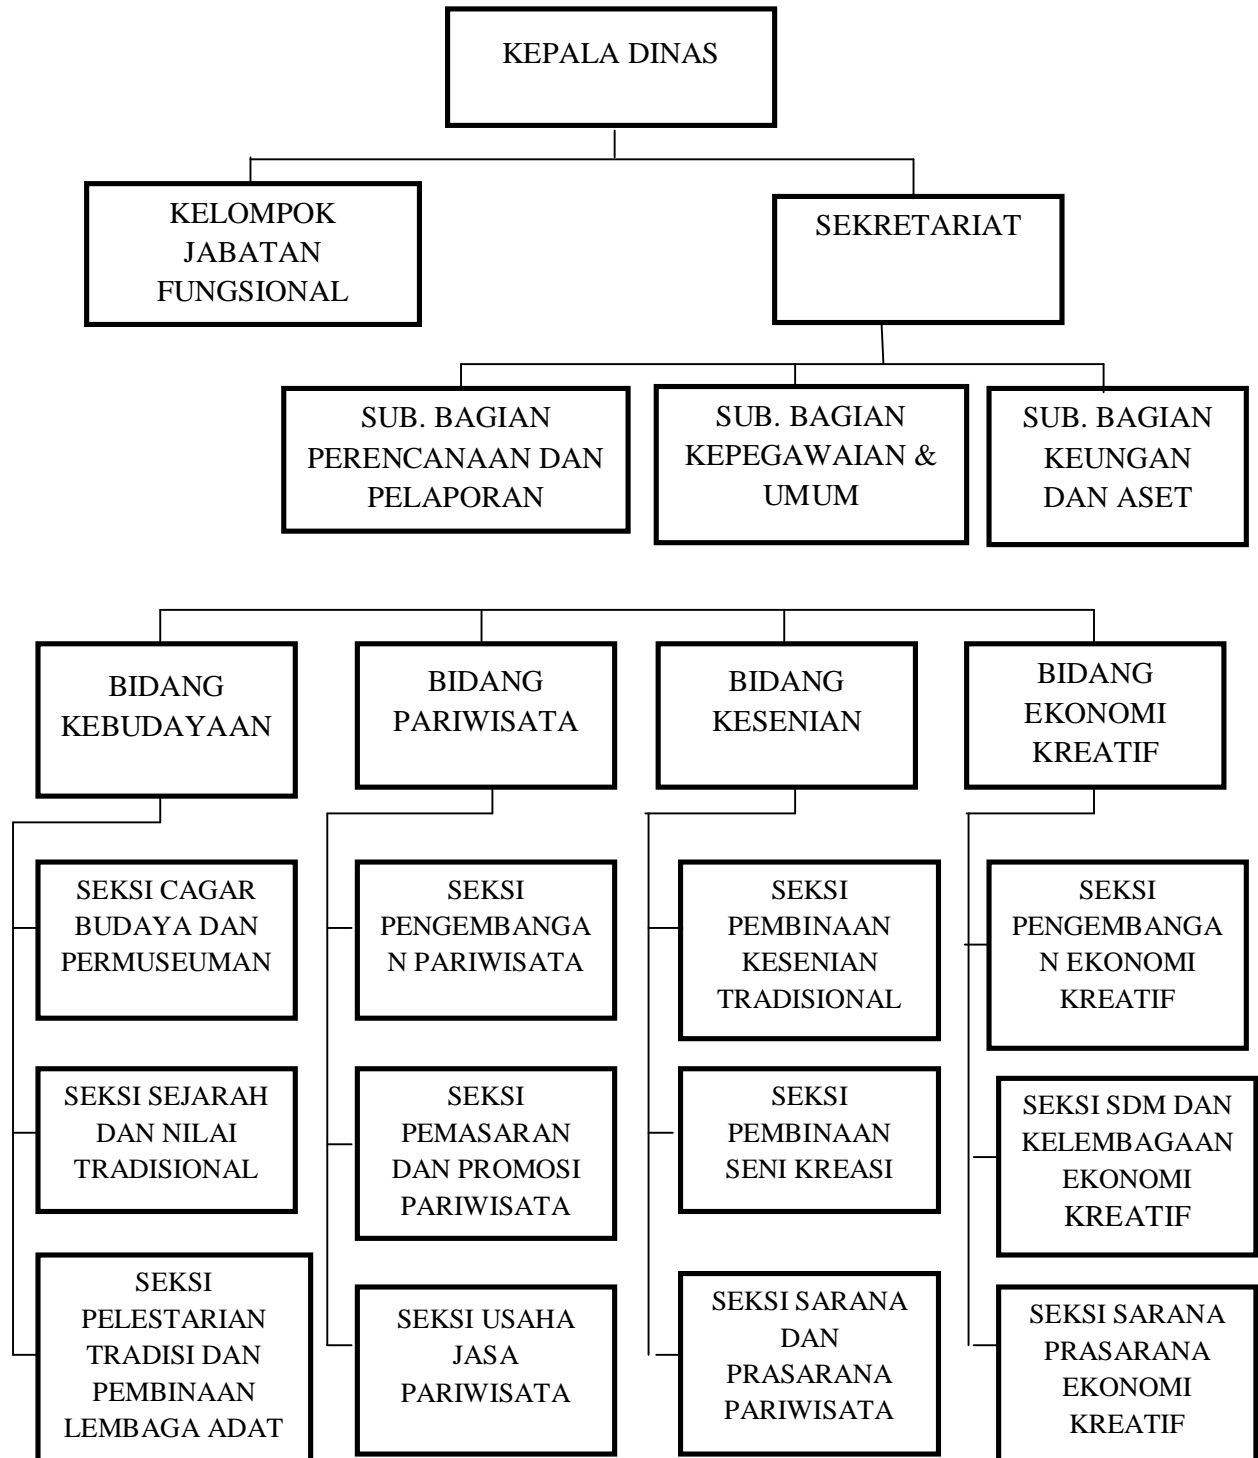 KEPALA DINAS
KELOMPOK
JABATAN
FUNGSIONAL
SEKRETARIAT
SUB. BAGIAN
PERENCANAAN DAN
PELAPORAN
SUB. BAGIAN
KEPEGAWAIAN &
UMUM
SUB. BAGIAN
KEUNGAN
DAN ASET
BIDANG
KEBUDAYAAN
BIDANG
PARIWISATA
BIDANG
KESENIAN
BIDANG
EKONOMI
KREATIF
SEKSI CAGAR
BUDAYA DAN
PERMUSEUMAN
SEKSI
PENGEMBANGA
N PARIWISATA
SEKSI
PEMBINAAN
KESENIAN
TRADISIONAL
SEKSI
PENGEMBANGA
N EKONOMI
KREATIF
SEKSI SEJARAH
DAN NILAI
TRADISIONAL
SEKSI
PEMASARAN
DAN PROMOSI
PARIWISATA
SEKSI
PEMBINAAN
SENI KREASI
SEKSI SDM DAN
KELEMBAGAAN
EKONOMI
KREATIF
SEKSI
PELESTARIAN
TRADISI DAN
PEMBINAAN
LEMBAGA ADAT
SEKSI USAHA
JASA
PARIWISATA
SEKSI SARANA
DAN
PRASARANA
PARIWISATA
SEKSI SARANA
PRASARANA
EKONOMI
KREATIF